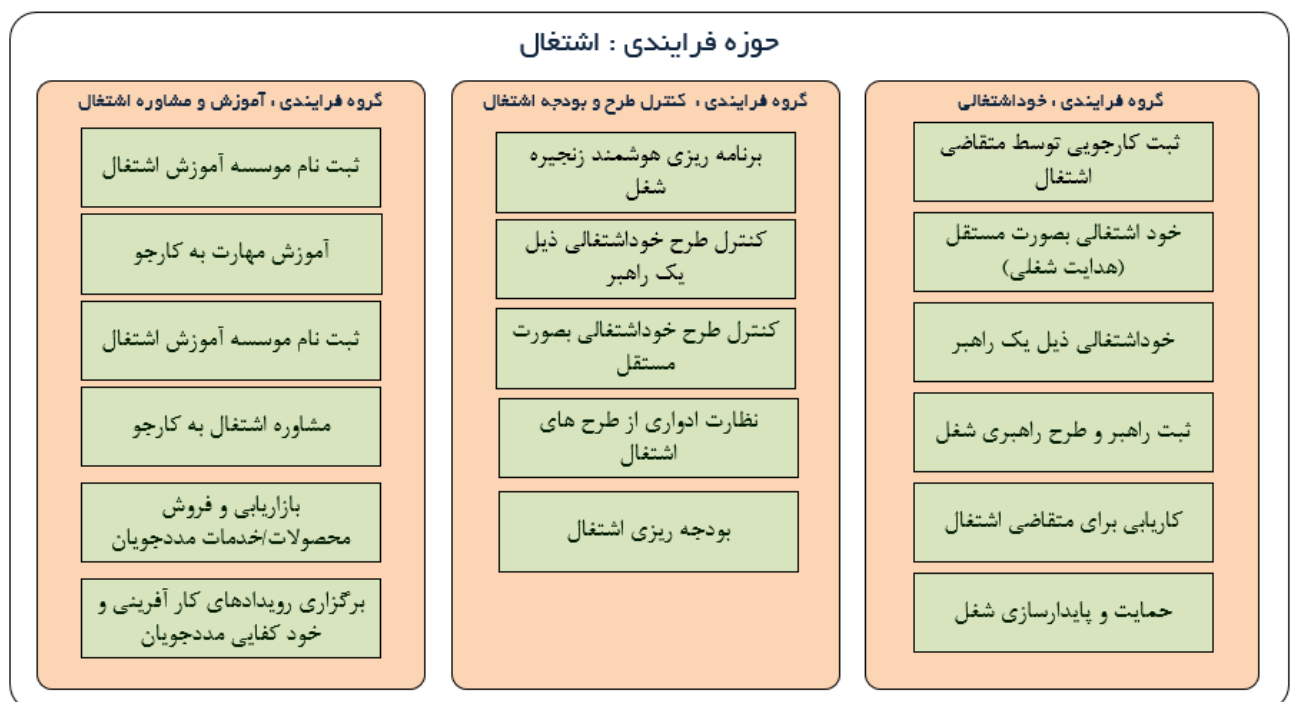 حوزه فرایندی : اشتغال
گروه فرایندی : خوداشتغالی
ثبت کارجویی توسط متقاضی
اشتغال
خود اشتغالی بصورت مستقل
(هدایت شغلی)
خوداشتغالی ذیل یک راهبر
ثبت راهبر و طرح راهبری شغل
کاریابی برای متقاضی اشتغال
حمایت و پایدارسازی شغل
گروه فرایندی : کنترل طرح و بودجه اشتغال
برنامه ریزی هوشمند زنجیره
شغل
کنترل طرح خوداشتغالی ذیل
یک راهبر
کنترل طرح خوداشتغالی بصورت
مستقل
نظارت ادواری از طرح های
اشتغال
بودجه ریزی اشتغال
گروه فرایندی : آموزش و مشاوره اشتغال
ثبت نام موسسه آموزش اشتغال
آموزش مهارت به کارجو
ثبت نام موسسه آموزش اشتغال
مشاوره اشتغال به کارجو
بازاریابی و فروش
محصولات/خدمات مددجویان
برگزاری رویدادهای کار آفرینی و
خود کفایی مددجویان